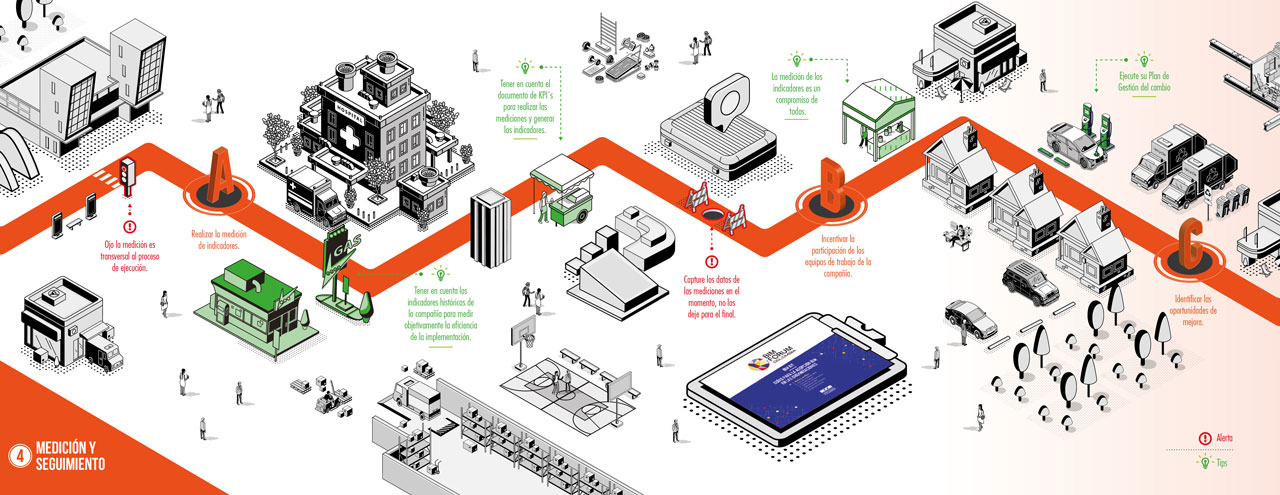 A
Ojo la medición es
transversal al proceso
de ejecución.
Realizar la medición
de indicadores.
HOSPITAL
GAS
Tener en cuenta los
indicadores históricos de
la compañía para medir
objetivamente la eficiencia
de la implementación.
Tener en cuenta el
documento de KPI´s
para realizar las
mediciones y generar
los indicadores.
Capture los datos de
las mediciones en el
momento, no los
deje para el final.
La medición de los
indicadores es un
compromiso de
todos.
B
Incentivar la
participación de los
equipos de trabajo de la
compañía.
BIM
FORUM
BIM KIT
Ejecute su Plan de
Gestión del cambio
C
Identificar las
oportunidades de
mejora.
4
MEDICIÓN Y
SEGUIMIENTO
Alerta
Tips